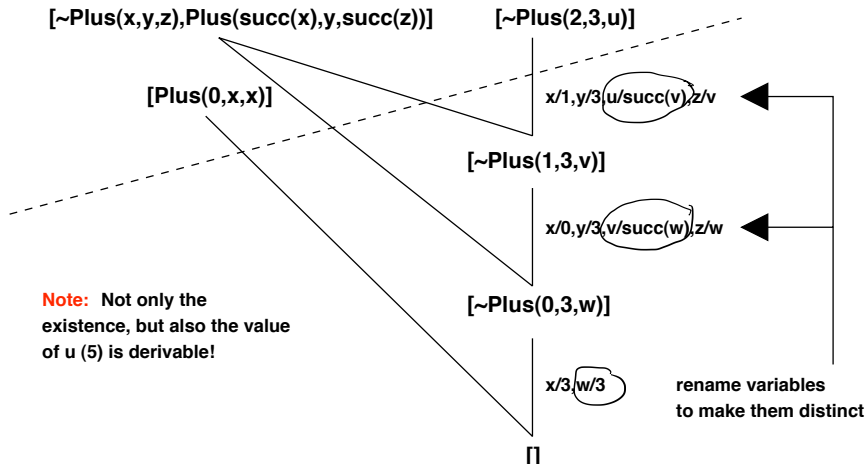 [~Plus(x,y,z),Plus(succ(x),y,succ(z))]
[~Plus(2,3,u)]
[Plus(0,x,x)]
x/1,y/3,u/succ(v),z/v
[~Plus(1,3,v)]
x/0,y/3,v/succ(w),z/w
Note: Not only the
existence, but also the value
of u (5) is derivable!
[~Plus(0,3,w)]
x/3,w/3
rename variables
to make them distinct
[]